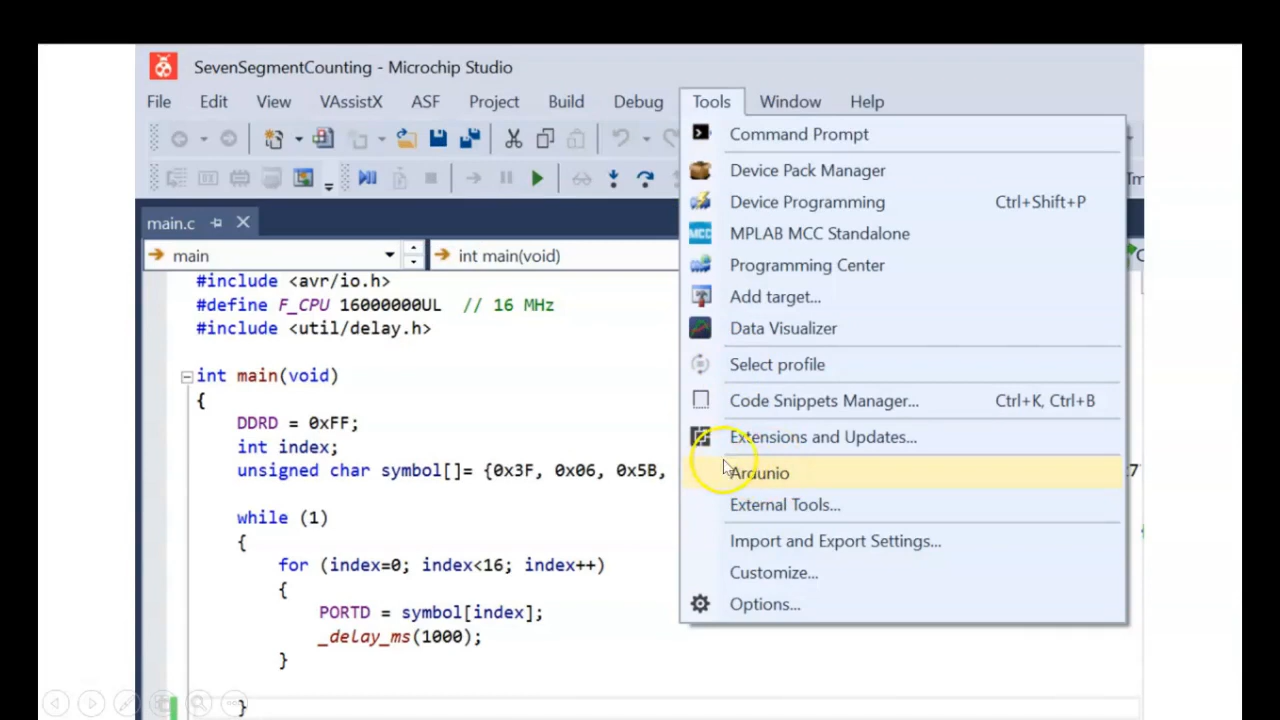 SevenSegmentCounting - Microchip Studio
File Edit View VAssistX ASF Project Build Debug Tools Window Help
Command Prompt
Device Pack Manager
Device Programming Ctrl+Shift+P
MPLAB MCC Standalone
Programming Center
Add target...
Data Visualizer
Select profile
Code Snippets Manager... Ctrl+K, Ctrl+B
Extensions and Updates...
Ardunio
External Tools...
Import and Export Settings...
Customize...
Options...
MCC
main.c
main int main(void)
#include <avr/io.h>
#define F_CPU 16000000UL // 16 MHz
#include <util/delay.h>
int main(void)
{
DDRD = 0xFF;
int index;
unsigned char symbol[]= {0x3F, 0x06, 0x5B,
while (1)
{
for (index=0; index<16; index++)
{
PORTD = symbol[index];
_delay_ms(1000);
}
}